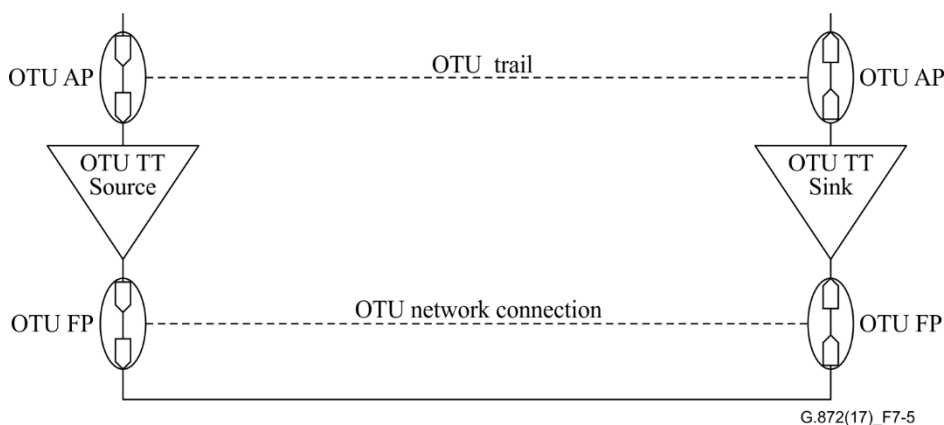 OTU AP
OTU trail
OTU AP
OTU TT
Source
OTU TT
Sink
OTU FP
OTU network connection
OTU FP
G.872(17)_F7-5